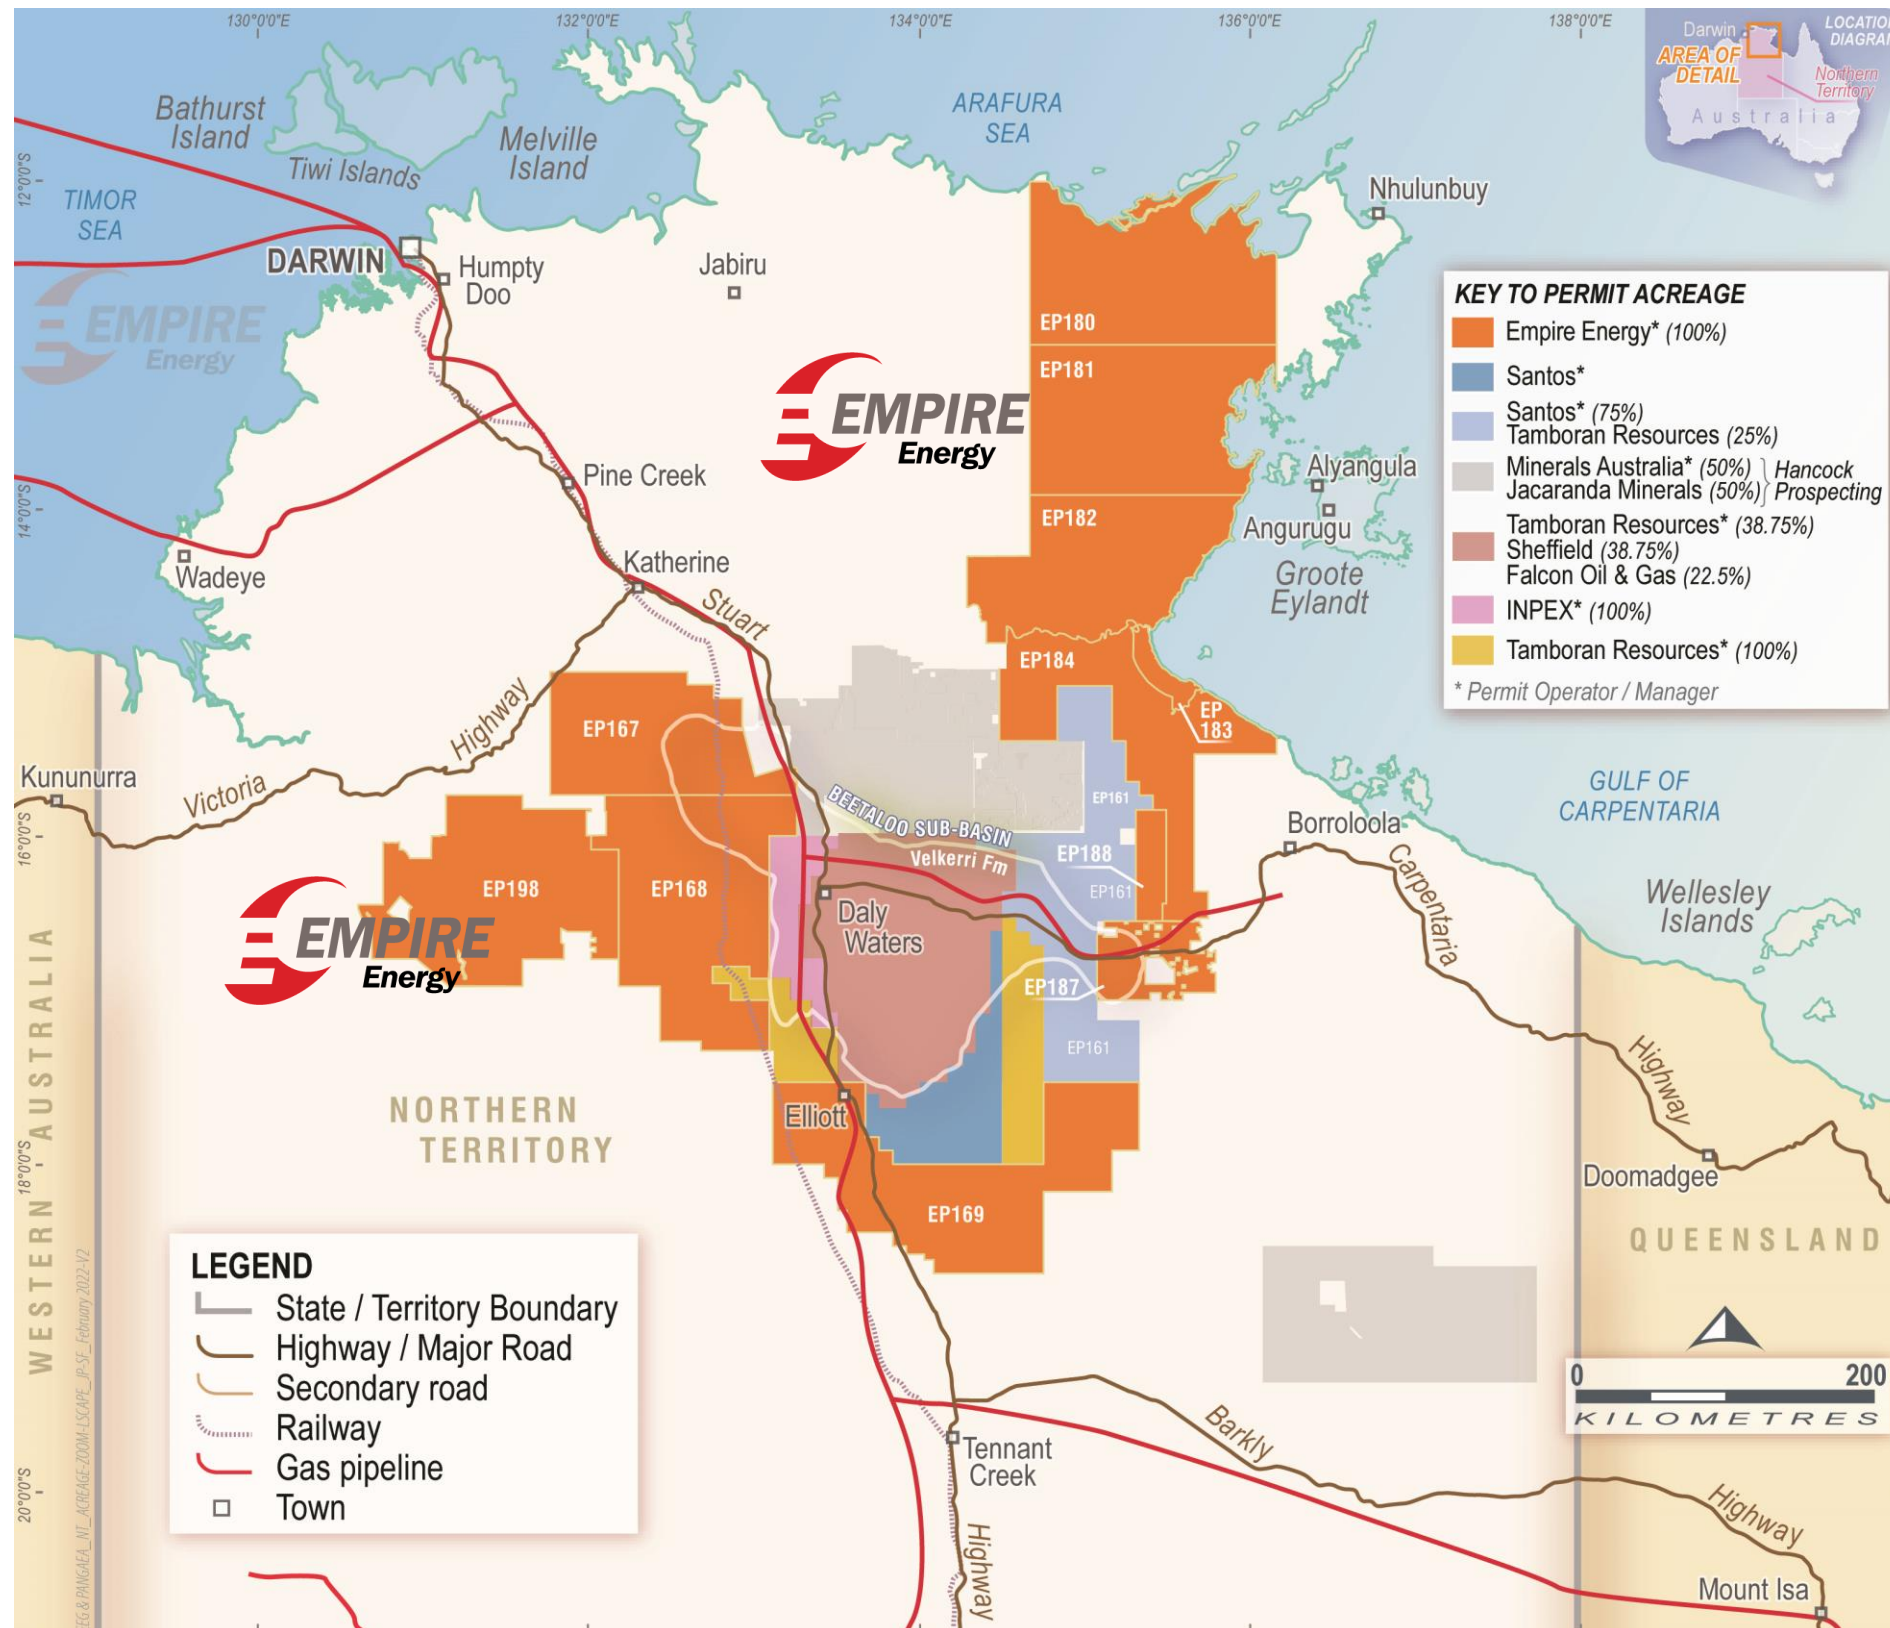 130°0'0"E
132°0'0"E
134°0'0"E
136°0'0"E
138°0'0"E
12°0'0"S
14°0'0"S
16°0'0"S
18°0'0"S
20°0'0"S
Darwin
AREA OF
DETAIL
Northern
Territory
Australia
Bathurst
Island
Tiwi Islands
Melville
Island
ARAFURA
SEA
TIMOR
SEA
DARWIN
Humpty
Doo
Jabiru
Nhulunbuy
EMPIRE
Energy
EMPIRE
Energy
EP180
EP181
EP182
KEY TO PERMIT ACREAGE
Empire Energy* (100%)
Santos*
Santos* (75%)
Tamboran Resources (25%)
Minerals Australia* (50%)
Jacaranda Minerals (50%)
Hancock
Prospecting
Tamboran Resources* (38.75%)
Sheffield (38.75%)
Falcon Oil & Gas (22.5%)
INPEX* (100%)
Tamboran Resources* (100%)
* Permit Operator / Manager
Pine Creek
Alyangula
Angurugu
Groote
Eylandt
Wadeye
Katherine
Stuart
EP184
EP
183
EP167
Highway
Victoria
Kununurra
GULF OF
CARPENTARIA
EP161
BEETALOO SUB-BASIN
Velkerri Fm
EP188
EP161
Borroloola
Carpentaria
Wellesley
Islands
EP198
EP168
EMPIRE
Energy
Daly
Waters
EP187
EP161
Highway
NORTHERN
TERRITORY
WESTERN AUSTRALIA
Elliott
EP169
Doomadgee
QUEENSLAND
LEGEND
State / Territory Boundary
Highway / Major Road
Secondary road
Railway
Gas pipeline
Town
EG & PANGAEA_NT_ACREAGE-ZOOM-LSCAPE_JP-SF_February 2022-V2
0 200
KILOMETRES
Barkly
Highway
Tennant
Creek
Highway
Mount Isa